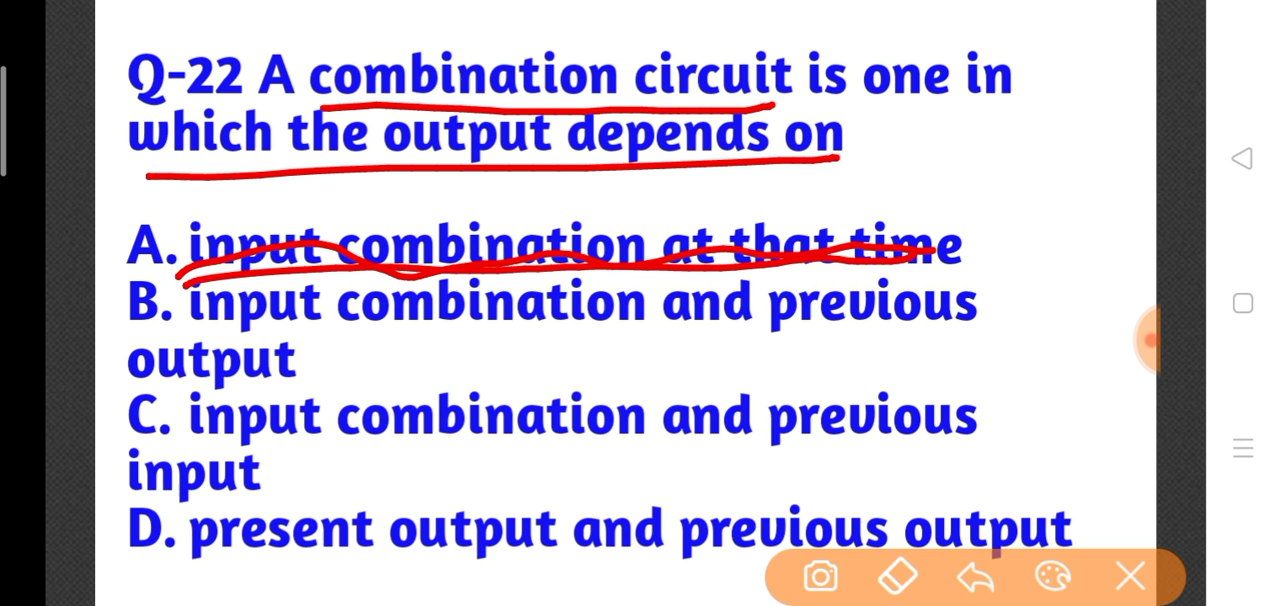 Q-22 A combination circuit is one in
which the output depends on
A. input combination at that time
B. input combination and previous
output
C. input combination and previous
input
D. present output and previous output